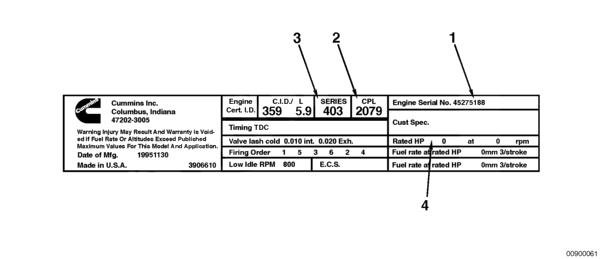 3 2 1
Cummins
Cummins Inc.
Columbus, Indiana
47202-3005
Warning Injury May Result And Warranty Is Void-
ed if Fuel Rate Or Altitudes Exceed Published
Maximum Values For This Model And Application.
Date of Mfg. 19951130
Made in U.S.A. 3906610
Engine
Cert. I.D.
C.I.D./ L
359 5.9
SERIES
403
CPL
2079
Timing TDC
Valve lash cold 0.010 int. 0.020 Exh.
Firing Order 1 5 3 6 2 4
Low Idle RPM 800 E.C.S.
Engine Serial No. 45275188
Cust Spec.
Rated HP 0 at 0 rpm
Fuel rate at rated HP 0mm 3/stroke
Fuel rate at rated HP 0mm 3/stroke
4
00900061